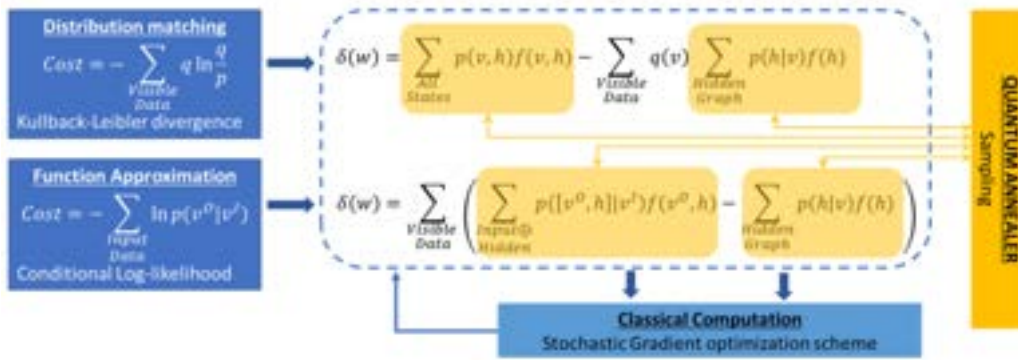 Distribution matching
Cost = − ∑ q ln q/p
Visible
Data
Kullback-Leibler divergence
δ(w) = ∑ p(v,h)f(v,h) − ∑ q(v) ∑ p(h|v)f(h)
All
States
Visible
Data
Hidden
Graph
Function Approximation
Cost = − ∑ ln p(v^O|v^I)
Input
Data
Conditional Log-likelihood
δ(w) = ∑ ( ∑ p([v^O,h]|v^I)f(v^O,h) − ∑ p(h|v)f(h) )
Visible
Data
Input⊕
Hidden
Hidden
Graph
QUANTUM ANNEALER
Sampling
Classical Computation
Stochastic Gradient optimization scheme